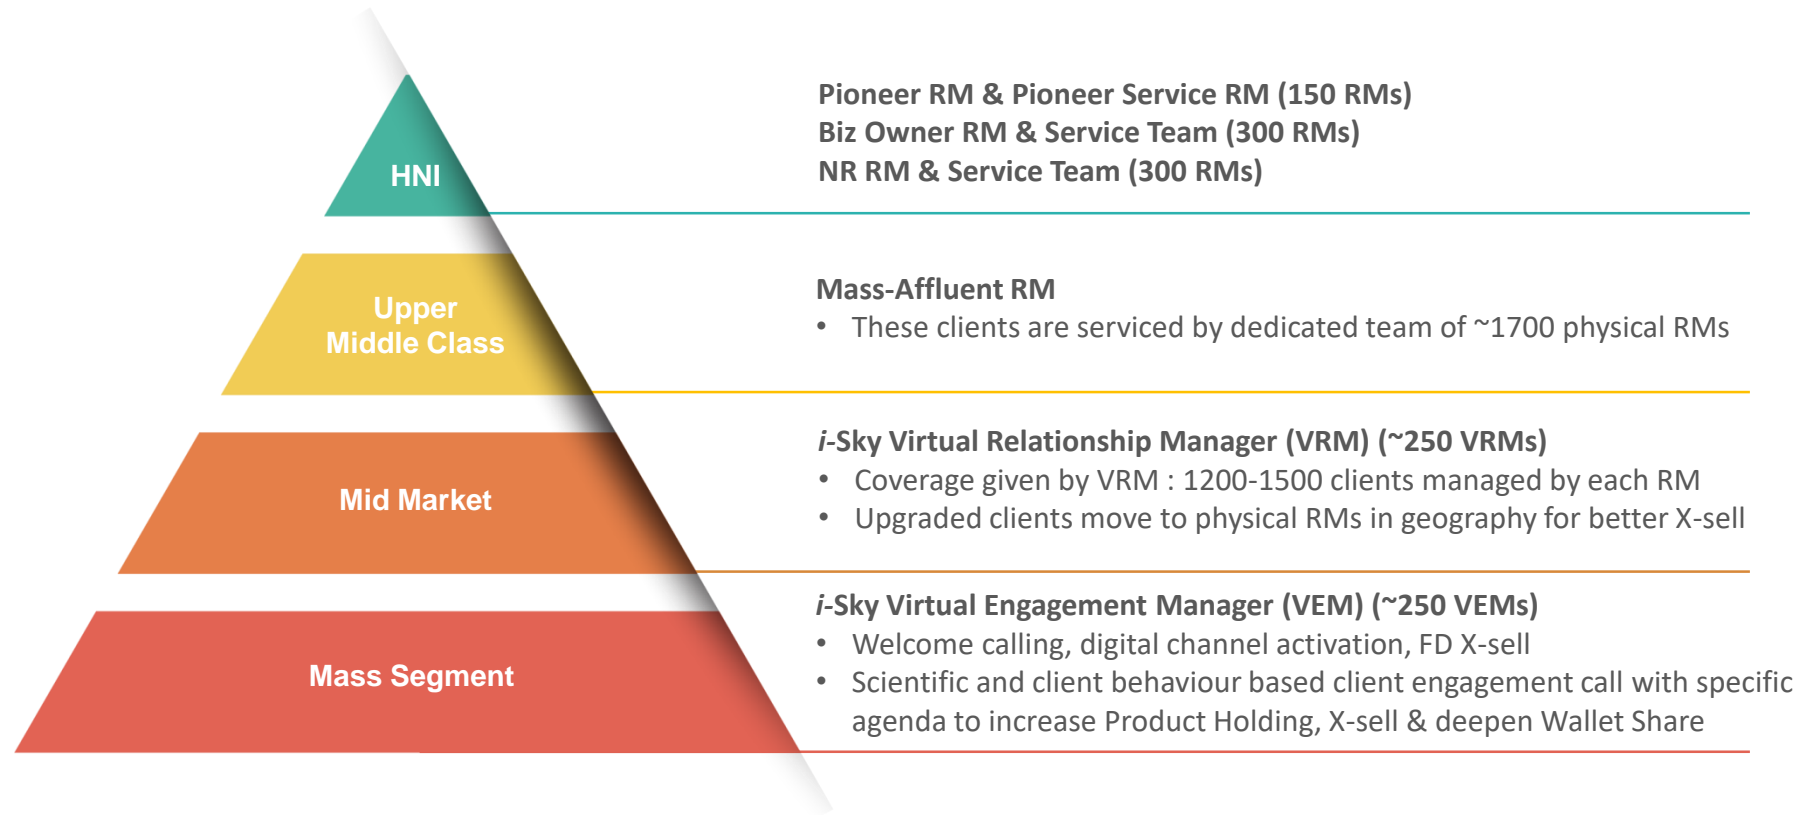 HNI
Pioneer RM & Pioneer Service RM (150 RMs)
Biz Owner RM & Service Team (300 RMs)
NR RM & Service Team (300 RMs)
Upper
Middle Class
Mass-Affluent RM
• These clients are serviced by dedicated team of ~1700 physical RMs
Mid Market
i-Sky Virtual Relationship Manager (VRM) (~250 VRMs)
• Coverage given by VRM : 1200-1500 clients managed by each RM
• Upgraded clients move to physical RMs in geography for better X-sell
Mass Segment
i-Sky Virtual Engagement Manager (VEM) (~250 VEMs)
• Welcome calling, digital channel activation, FD X-sell
• Scientific and client behaviour based client engagement call with specific
agenda to increase Product Holding, X-sell & deepen Wallet Share